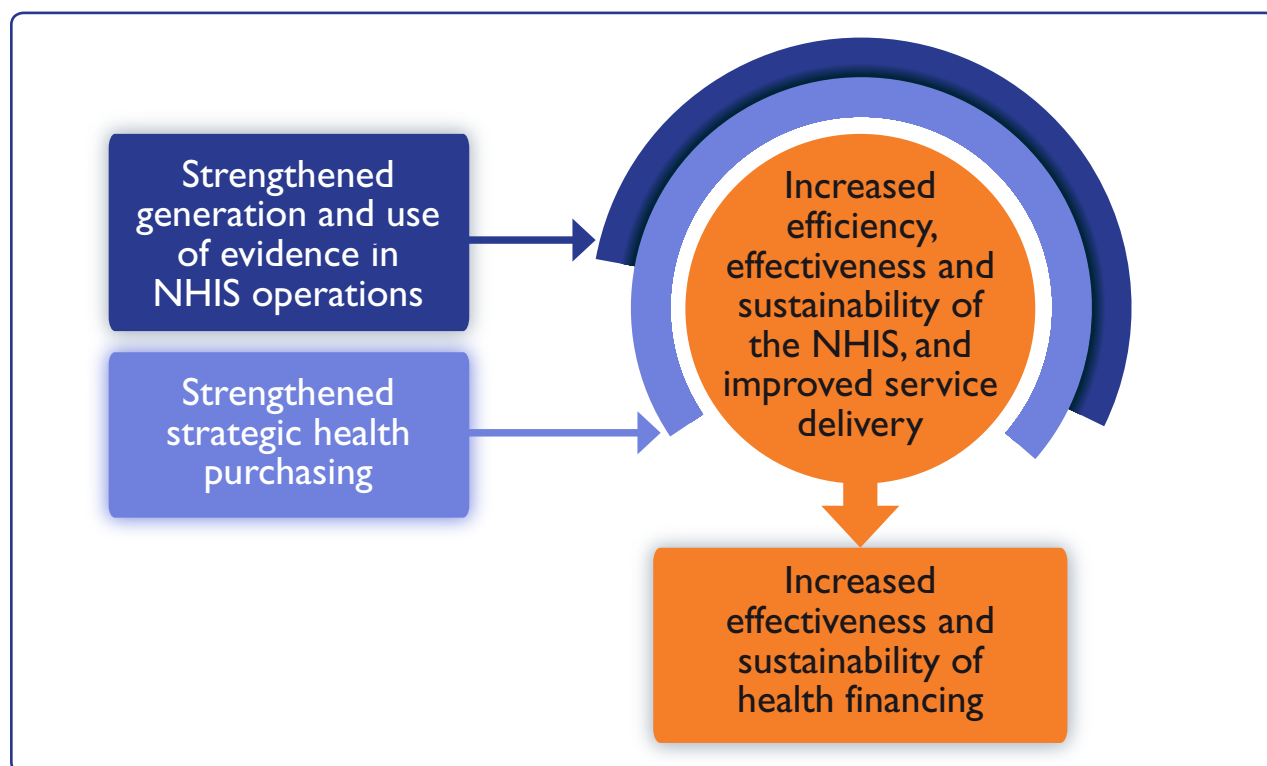 Strengthened
generation and use
of evidence in
NHIS operations
Strengthened
strategic health
purchasing
Increased
efficiency,
effectiveness and
sustainability of
the NHIS, and
improved service
delivery
Increased
effectiveness and
sustainability of
health financing